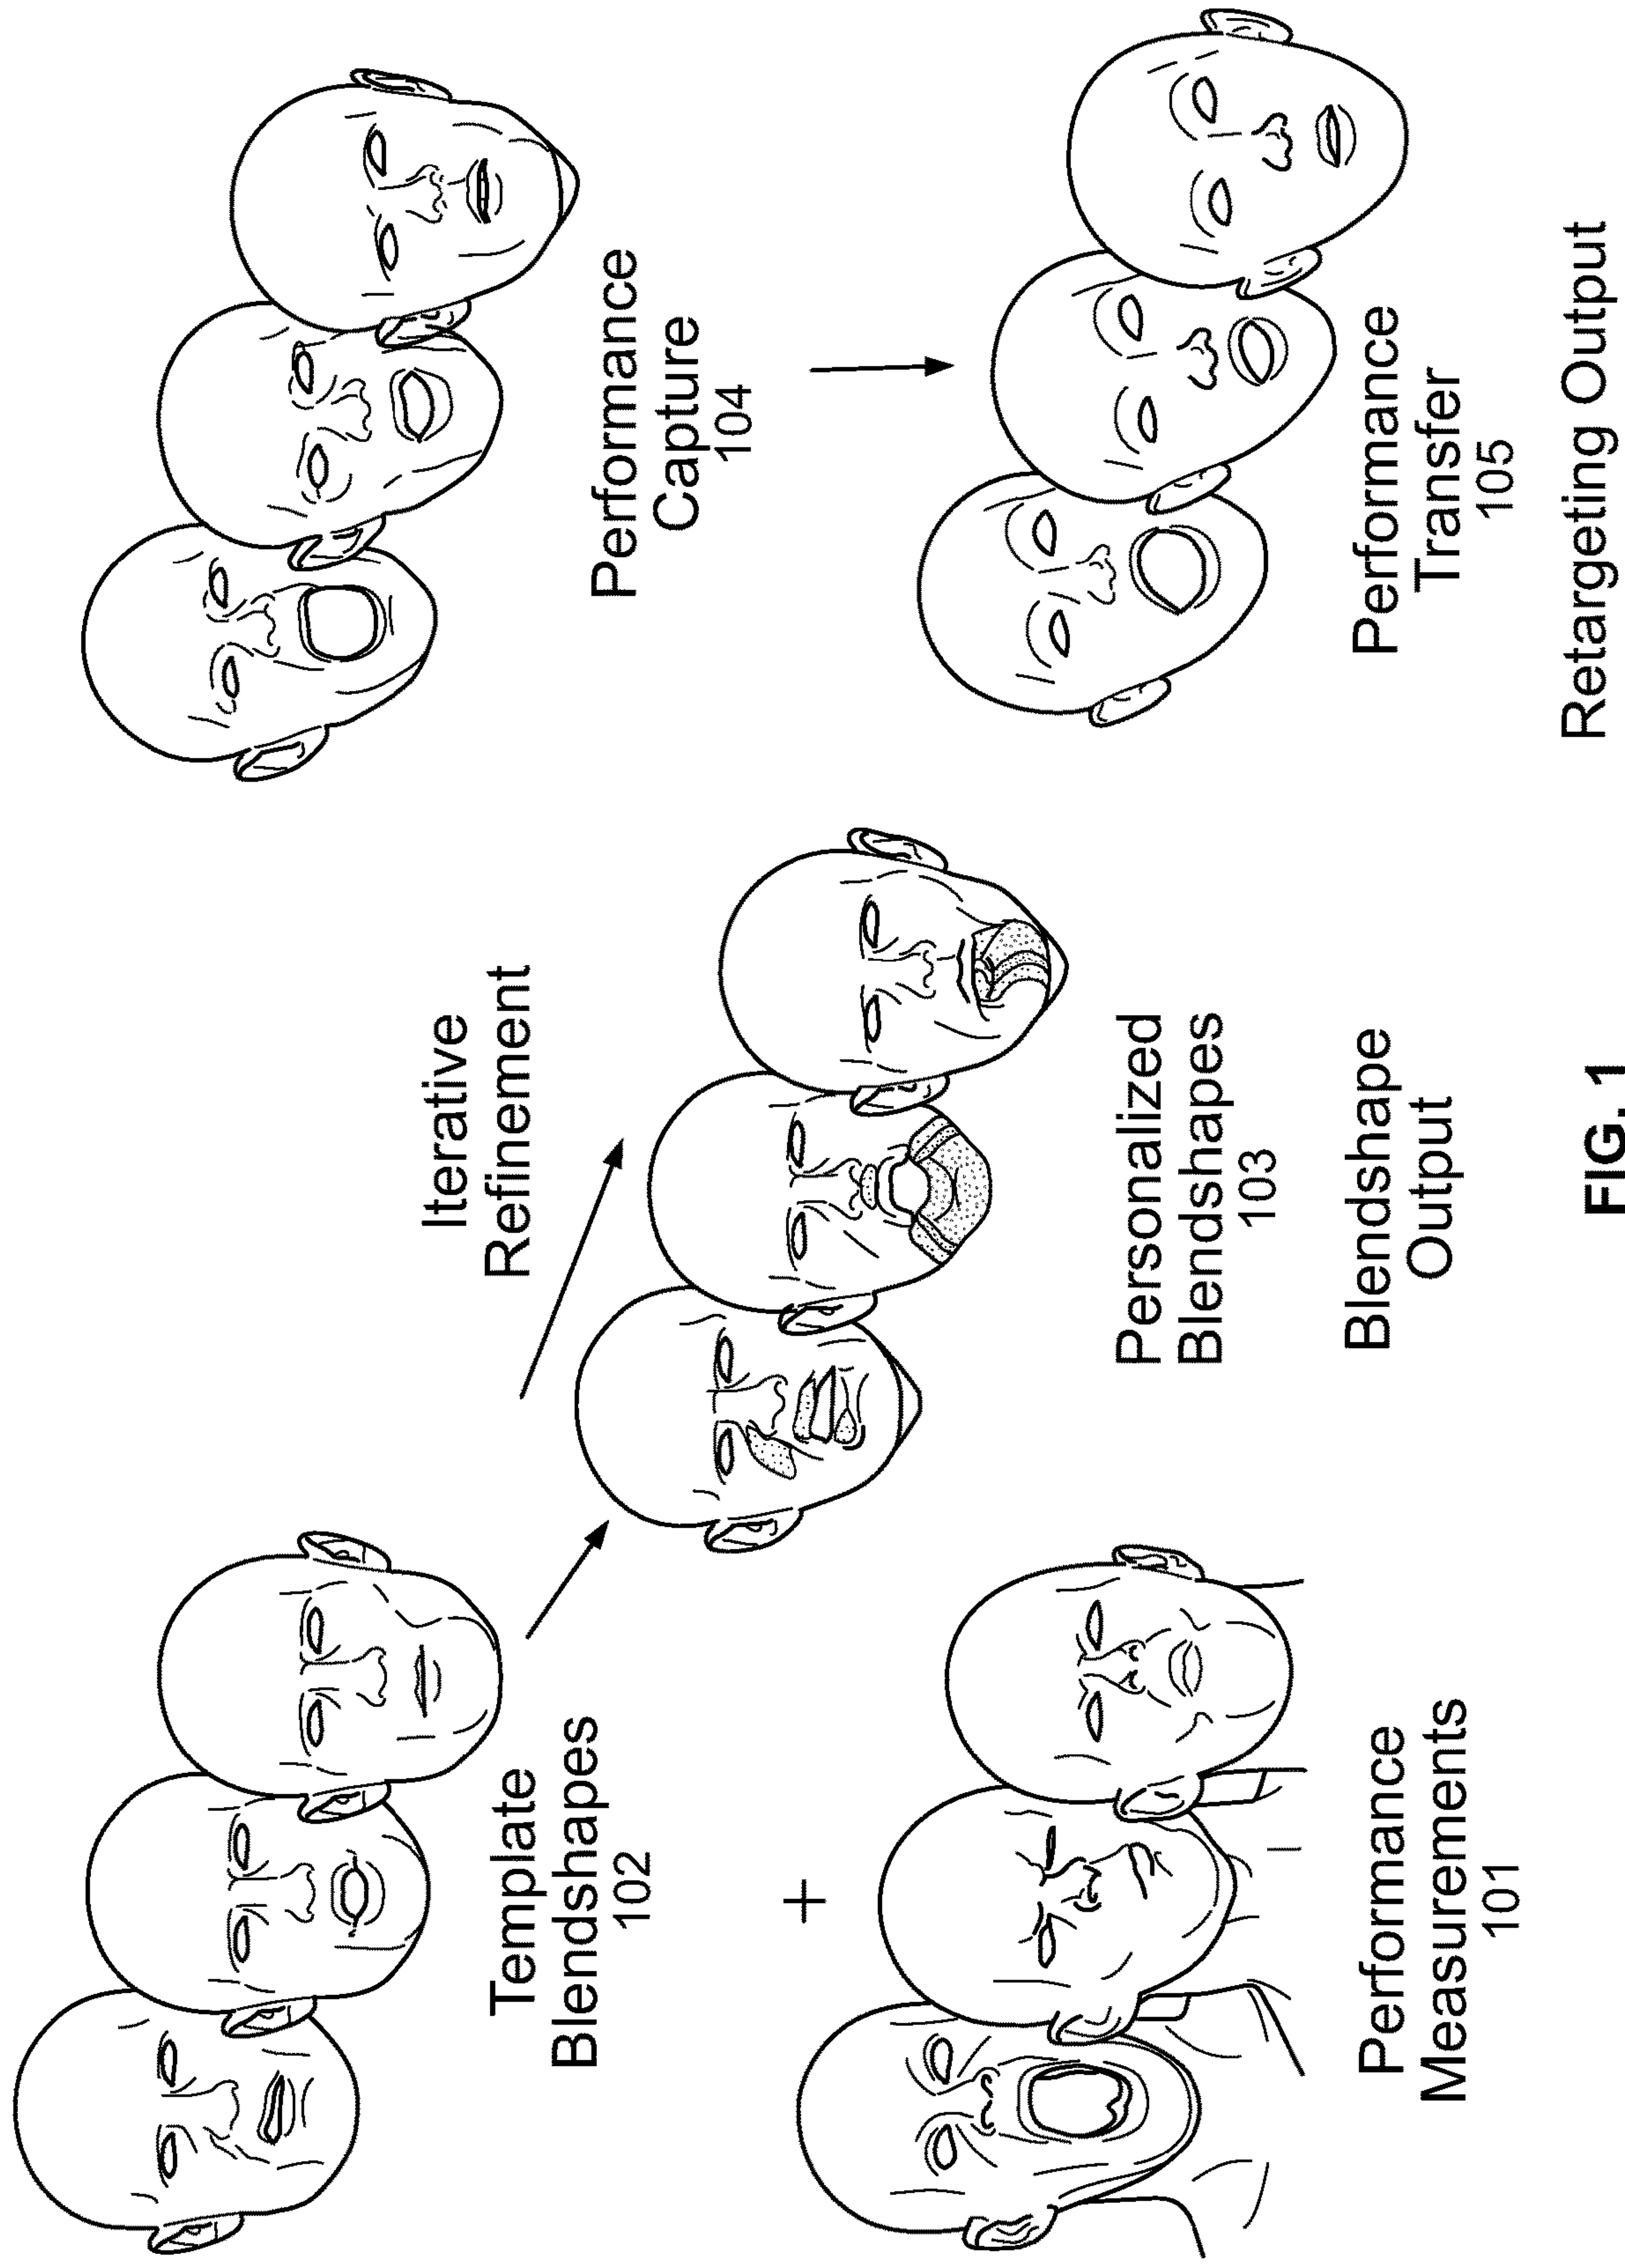 Template
Blendshapes
102
+
Performance
Measurements
101
Iterative
Refinement
Personalized
Blendshapes
103
Blendshape
Output
Performance
Capture
104
Performance
Transfer
105
Retargeting Output
FIG. 1